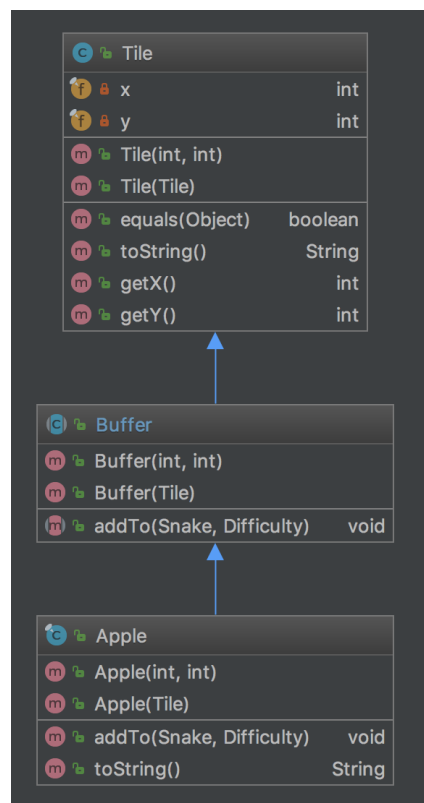 Tile
x int
y int
Tile(int, int)
Tile(Tile)
equals(Object) boolean
toString() String
getX() int
getY() int
Buffer
Buffer(int, int)
Buffer(Tile)
addTo(Snake, Difficulty) void
Apple
Apple(int, int)
Apple(Tile)
addTo(Snake, Difficulty) void
toString() String